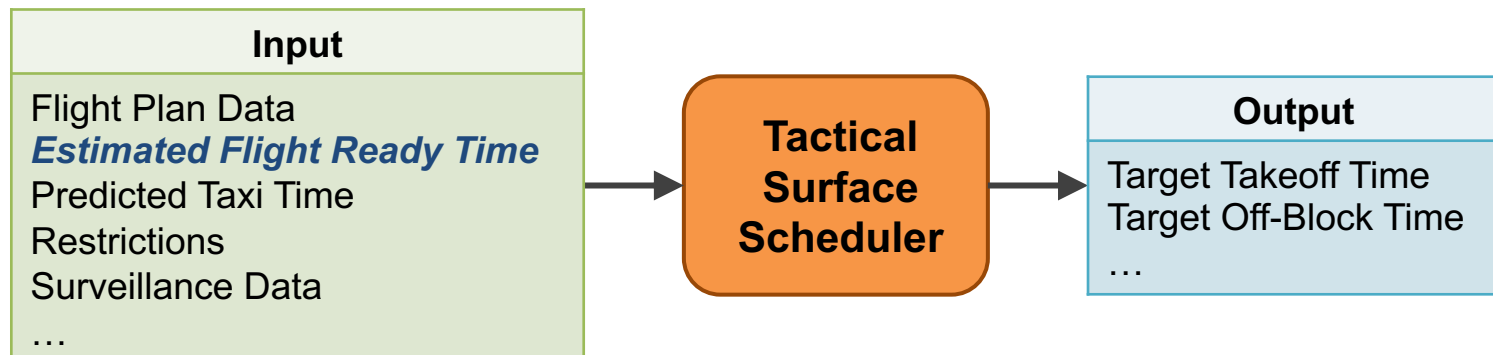 Input
Flight Plan Data
Estimated Flight Ready Time
Predicted Taxi Time
Restrictions
Surveillance Data
…
Tactical
Surface
Scheduler
Output
Target Takeoff Time
Target Off-Block Time
…